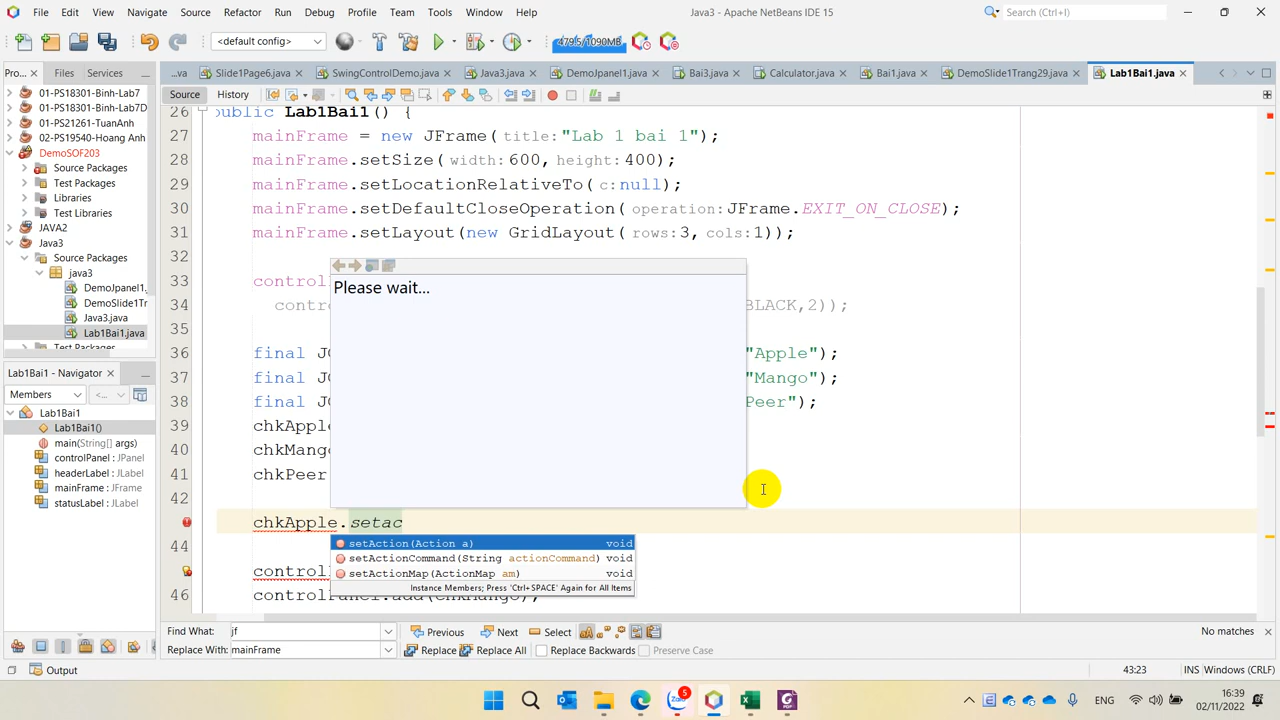 File Edit View Navigate Source Refactor Run Debug Profile Team Tools Window Help
Java3 - Apache NetBeans IDE 15
Search (Ctrl+I)
<default config>
479.5/1090MB
Pro... Files Services
...va Slide1Page6.java SwingControlDemo.java Java3.java DemoJpanel1.java Bai3.java Calculator.java Bai1.java DemoSlide1Trang29.java Lab1Bai1.java
01-PS18301-Binh-Lab7
01-PS18301-Binh-Lab7D
01-PS21261-TuanAnh
02-PS19540-Hoang Anh
DemoSOF203
Source Packages
Test Packages
Libraries
Test Libraries
JAVA2
Java3
Source Packages
java3
DemoJpanel1.
DemoSlide1Tr
Java3.java
Lab1Bai1.java
Test Packages
Lab1Bai1 - Navigator
Members <...
Lab1Bai1
Lab1Bai1()
main(String[] args)
controlPanel : JPanel
headerLabel : JLabel
mainFrame : JFrame
statusLabel : JLabel
Source History
26 public Lab1Bai1() {
27 mainFrame = new JFrame(title:"Lab 1 bai 1");
28 mainFrame.setSize(width:600,height:400);
29 mainFrame.setLocationRelativeTo(c:null);
30 mainFrame.setDefaultCloseOperation(operation:JFrame.EXIT_ON_CLOSE);
31 mainFrame.setLayout(new GridLayout(rows:3,cols:1));
32
33 control
34 contro BLACK,2));
35
36 final JC "Apple");
37 final JC "Mango");
38 final JC Peer");
39 chkApple
40 chkMango
41 chkPeer
42
chkApple.setac
44
controll
46 controlPanel.add(chkMango);
Please wait...
setAction(Action a) void
setActionCommand(String actionCommand) void
setActionMap(ActionMap am) void
Instance Members; Press 'Ctrl+SPACE' Again for All Items
Find What: jf Previous Next Select No matches
Replace With: mainFrame Replace Replace All Replace Backwards Preserve Case
Output
43:23 INS Windows (CRLF)
5
ENG
16:39
02/11/2022